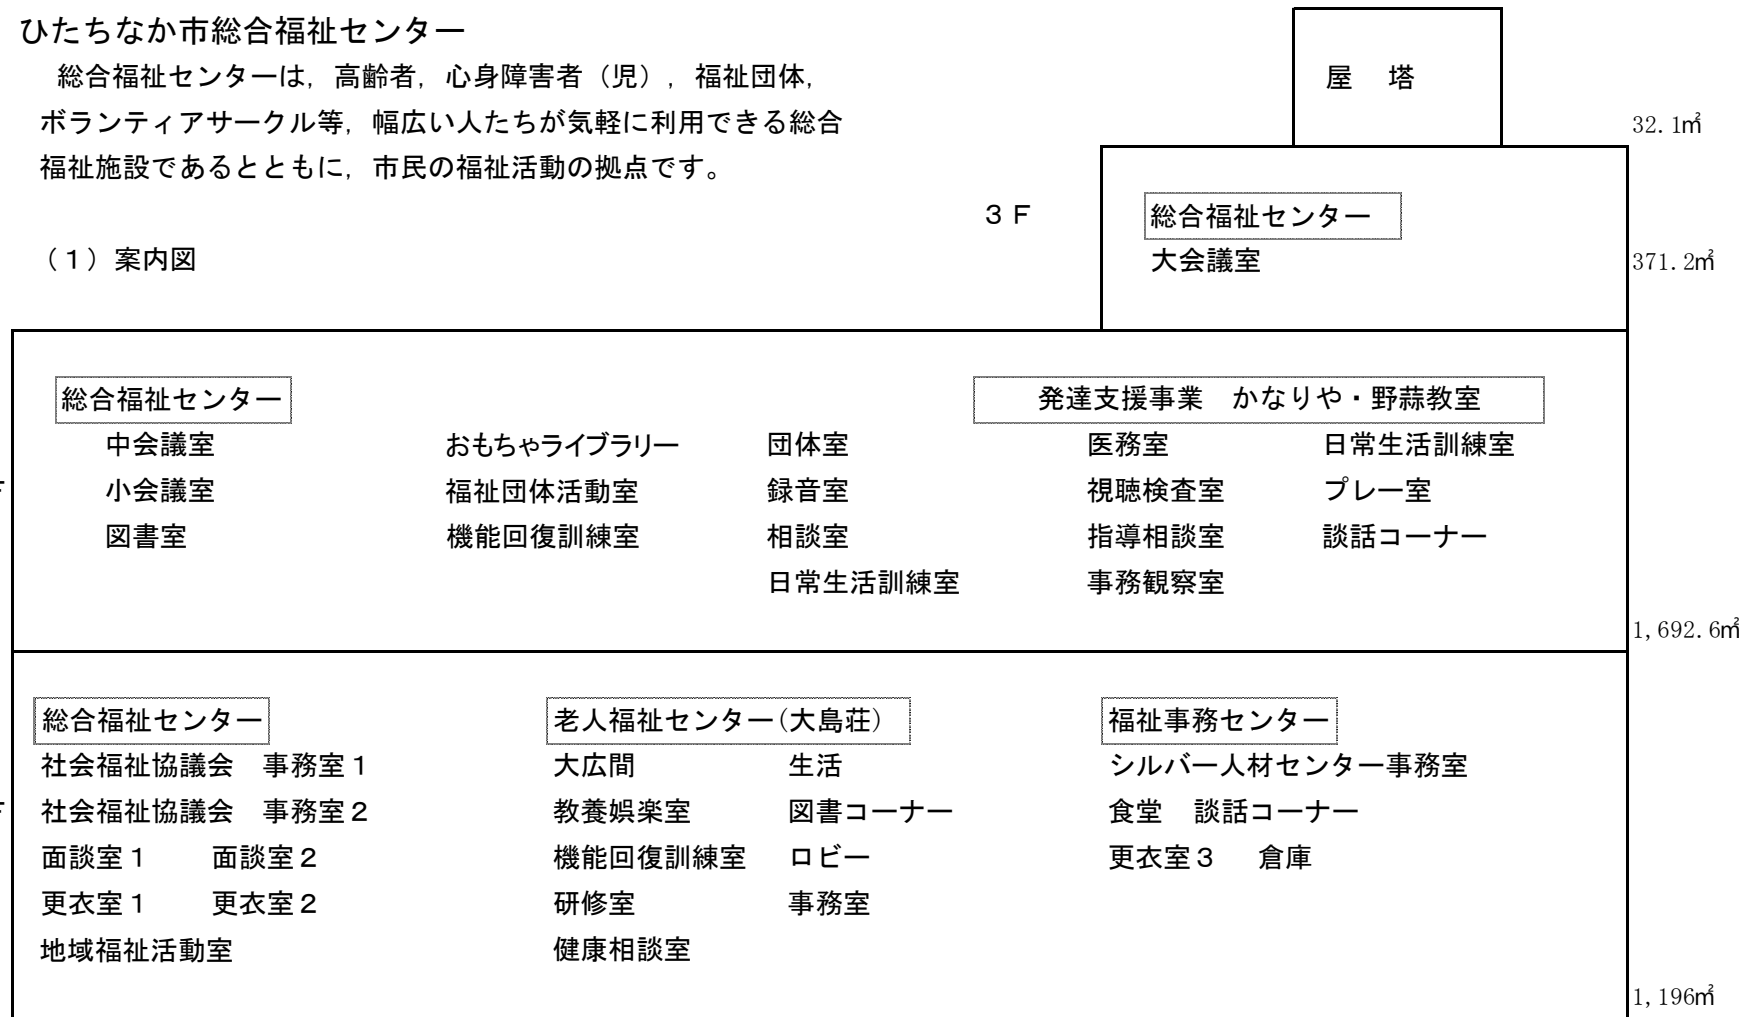 ひたちなか市総合福祉センター
総合福祉センターは，高齢者，心身障害者（児），福祉団体，
ボランティアサークル等，幅広い人たちが気軽に利用できる総合
福祉施設であるとともに，市民の福祉活動の拠点です。
（１）案内図
屋　塔
32.1㎡
３Ｆ
総合福祉センター
大会議室
371.2㎡
総合福祉センター　発達支援事業　かなりや・野蒜教室
中会議室　おもちゃライブラリー　団体室　医務室　日常生活訓練室
小会議室　福祉団体活動室　録音室　視聴検査室　プレー室
図書室　機能回復訓練室　相談室　指導相談室　談話コーナー
日常生活訓練室　事務観察室
1,692.6㎡
総合福祉センター　老人福祉センター（大島荘）　福祉事務センター
社会福祉協議会　事務室１　大広間　生活　シルバー人材センター事務室
社会福祉協議会　事務室２　教養娯楽室　図書コーナー　食堂　談話コーナー
面談室１　面談室２　機能回復訓練室　ロビー　更衣室３　倉庫
更衣室１　更衣室２　研修室　事務室
地域福祉活動室　健康相談室
1,196㎡